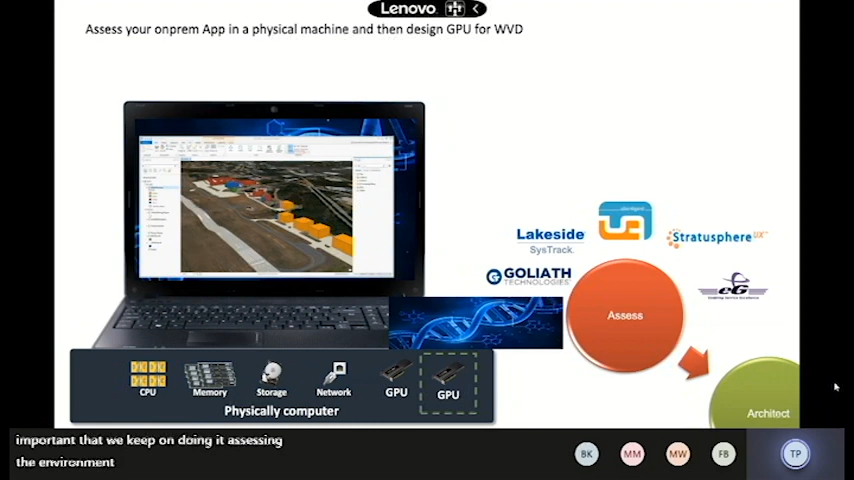 Lenovo
Assess your onprem App in a physical machine and then design GPU for WVD
Lakeside
SysTrack
Stratusphere UX
GOLIATH
TECHNOLOGIES
eG
Assess
CPU
Memory
Storage
Network
GPU
GPU
Physically computer
Architect
important that we keep on doing it assessing
the environment
BK
MM
MW
FB
TP